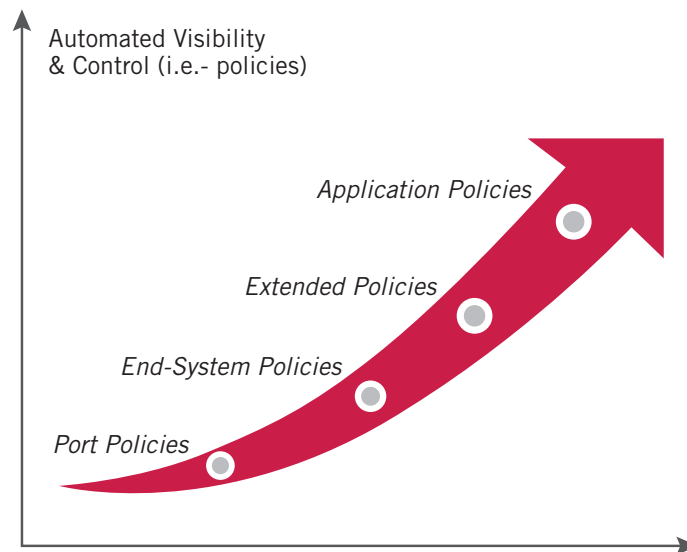 Automated Visibility
& Control (i.e.- policies)
Application Policies
Extended Policies
End-System Policies
Port Policies